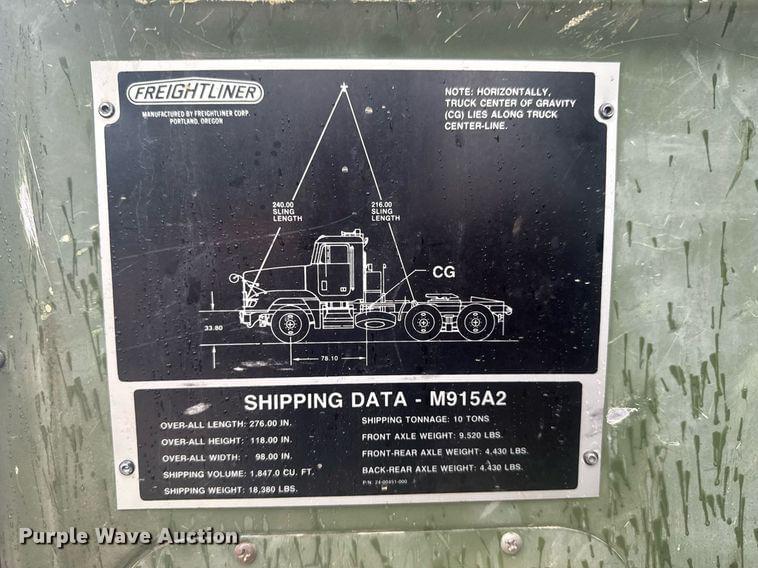 FREIGHTLINER
MANUFACTURED BY FREIGHTLINER CORP.
PORTLAND, OREGON
NOTE: HORIZONTALLY,
TRUCK CENTER OF GRAVITY
(CG) LIES ALONG TRUCK
CENTER-LINE.
240.00
SLING
LENGTH
216.00
SLING
LENGTH
CG
33.80
78.10
SHIPPING DATA - M915A2
OVER-ALL LENGTH: 276.00 IN.
OVER-ALL HEIGHT: 118.00 IN.
OVER-ALL WIDTH: 98.00 IN.
SHIPPING VOLUME: 1,847.0 CU. FT.
SHIPPING WEIGHT: 18,380 LBS.
SHIPPING TONNAGE: 10 TONS
FRONT AXLE WEIGHT: 9,520 LBS.
FRONT-REAR AXLE WEIGHT: 4,430 LBS.
BACK-REAR AXLE WEIGHT: 4,430 LBS.
P/N: 24-00451-000
Purple Wave Auction